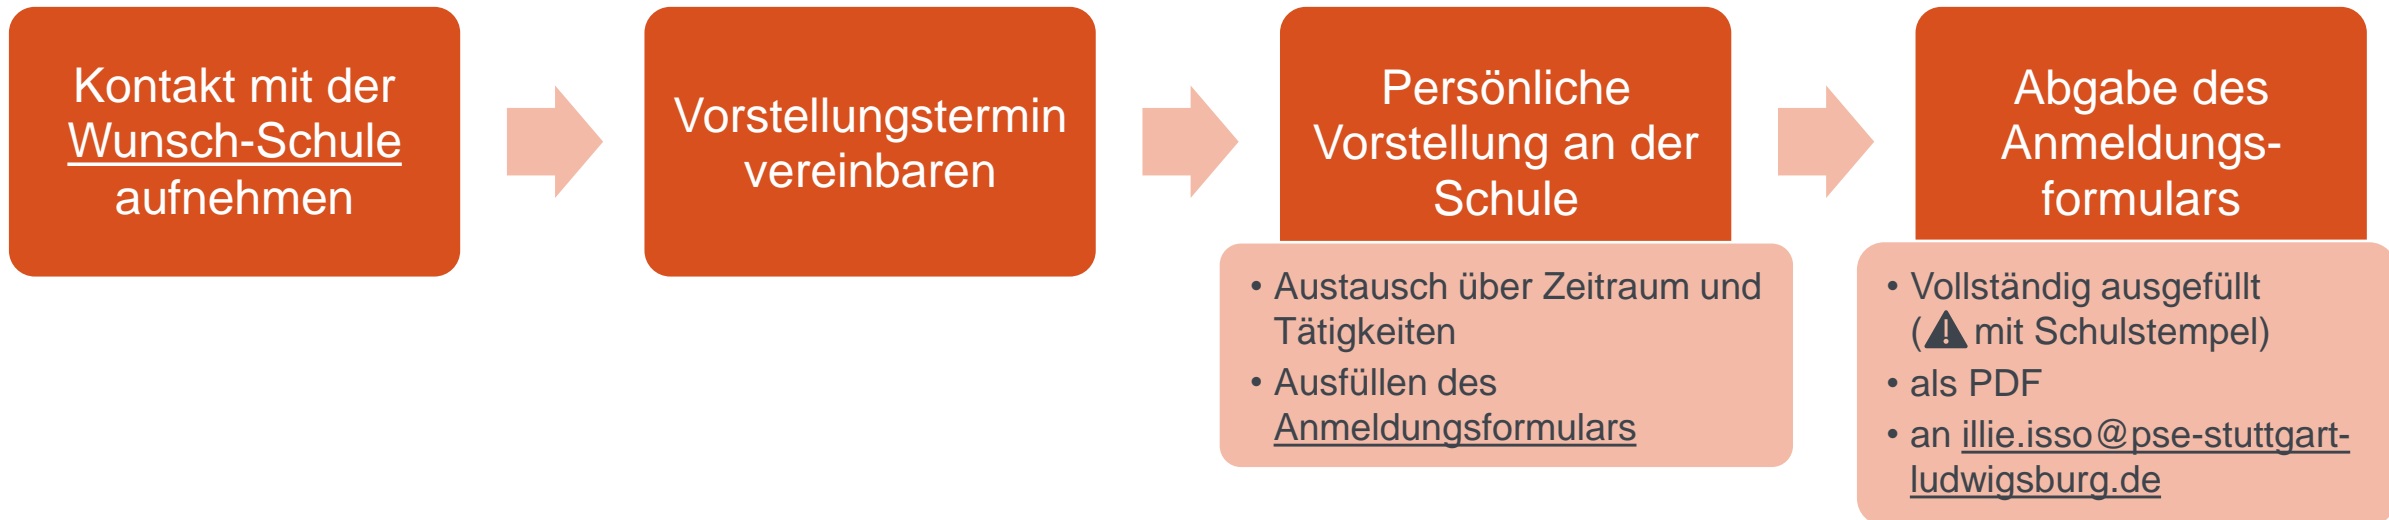 Kontakt mit der
Wunsch-Schule
aufnehmen
Vorstellungstermin
vereinbaren
Persönliche
Vorstellung an der
Schule
• Austausch über Zeitraum und
Tätigkeiten
• Ausfüllen des
Anmeldungsformulars
Abgabe des
Anmeldungs-
formulars
• Vollständig ausgefüllt
(⚠ mit Schulstempel)
• als PDF
• an illie.isso@pse-stuttgart-
ludwigsburg.de